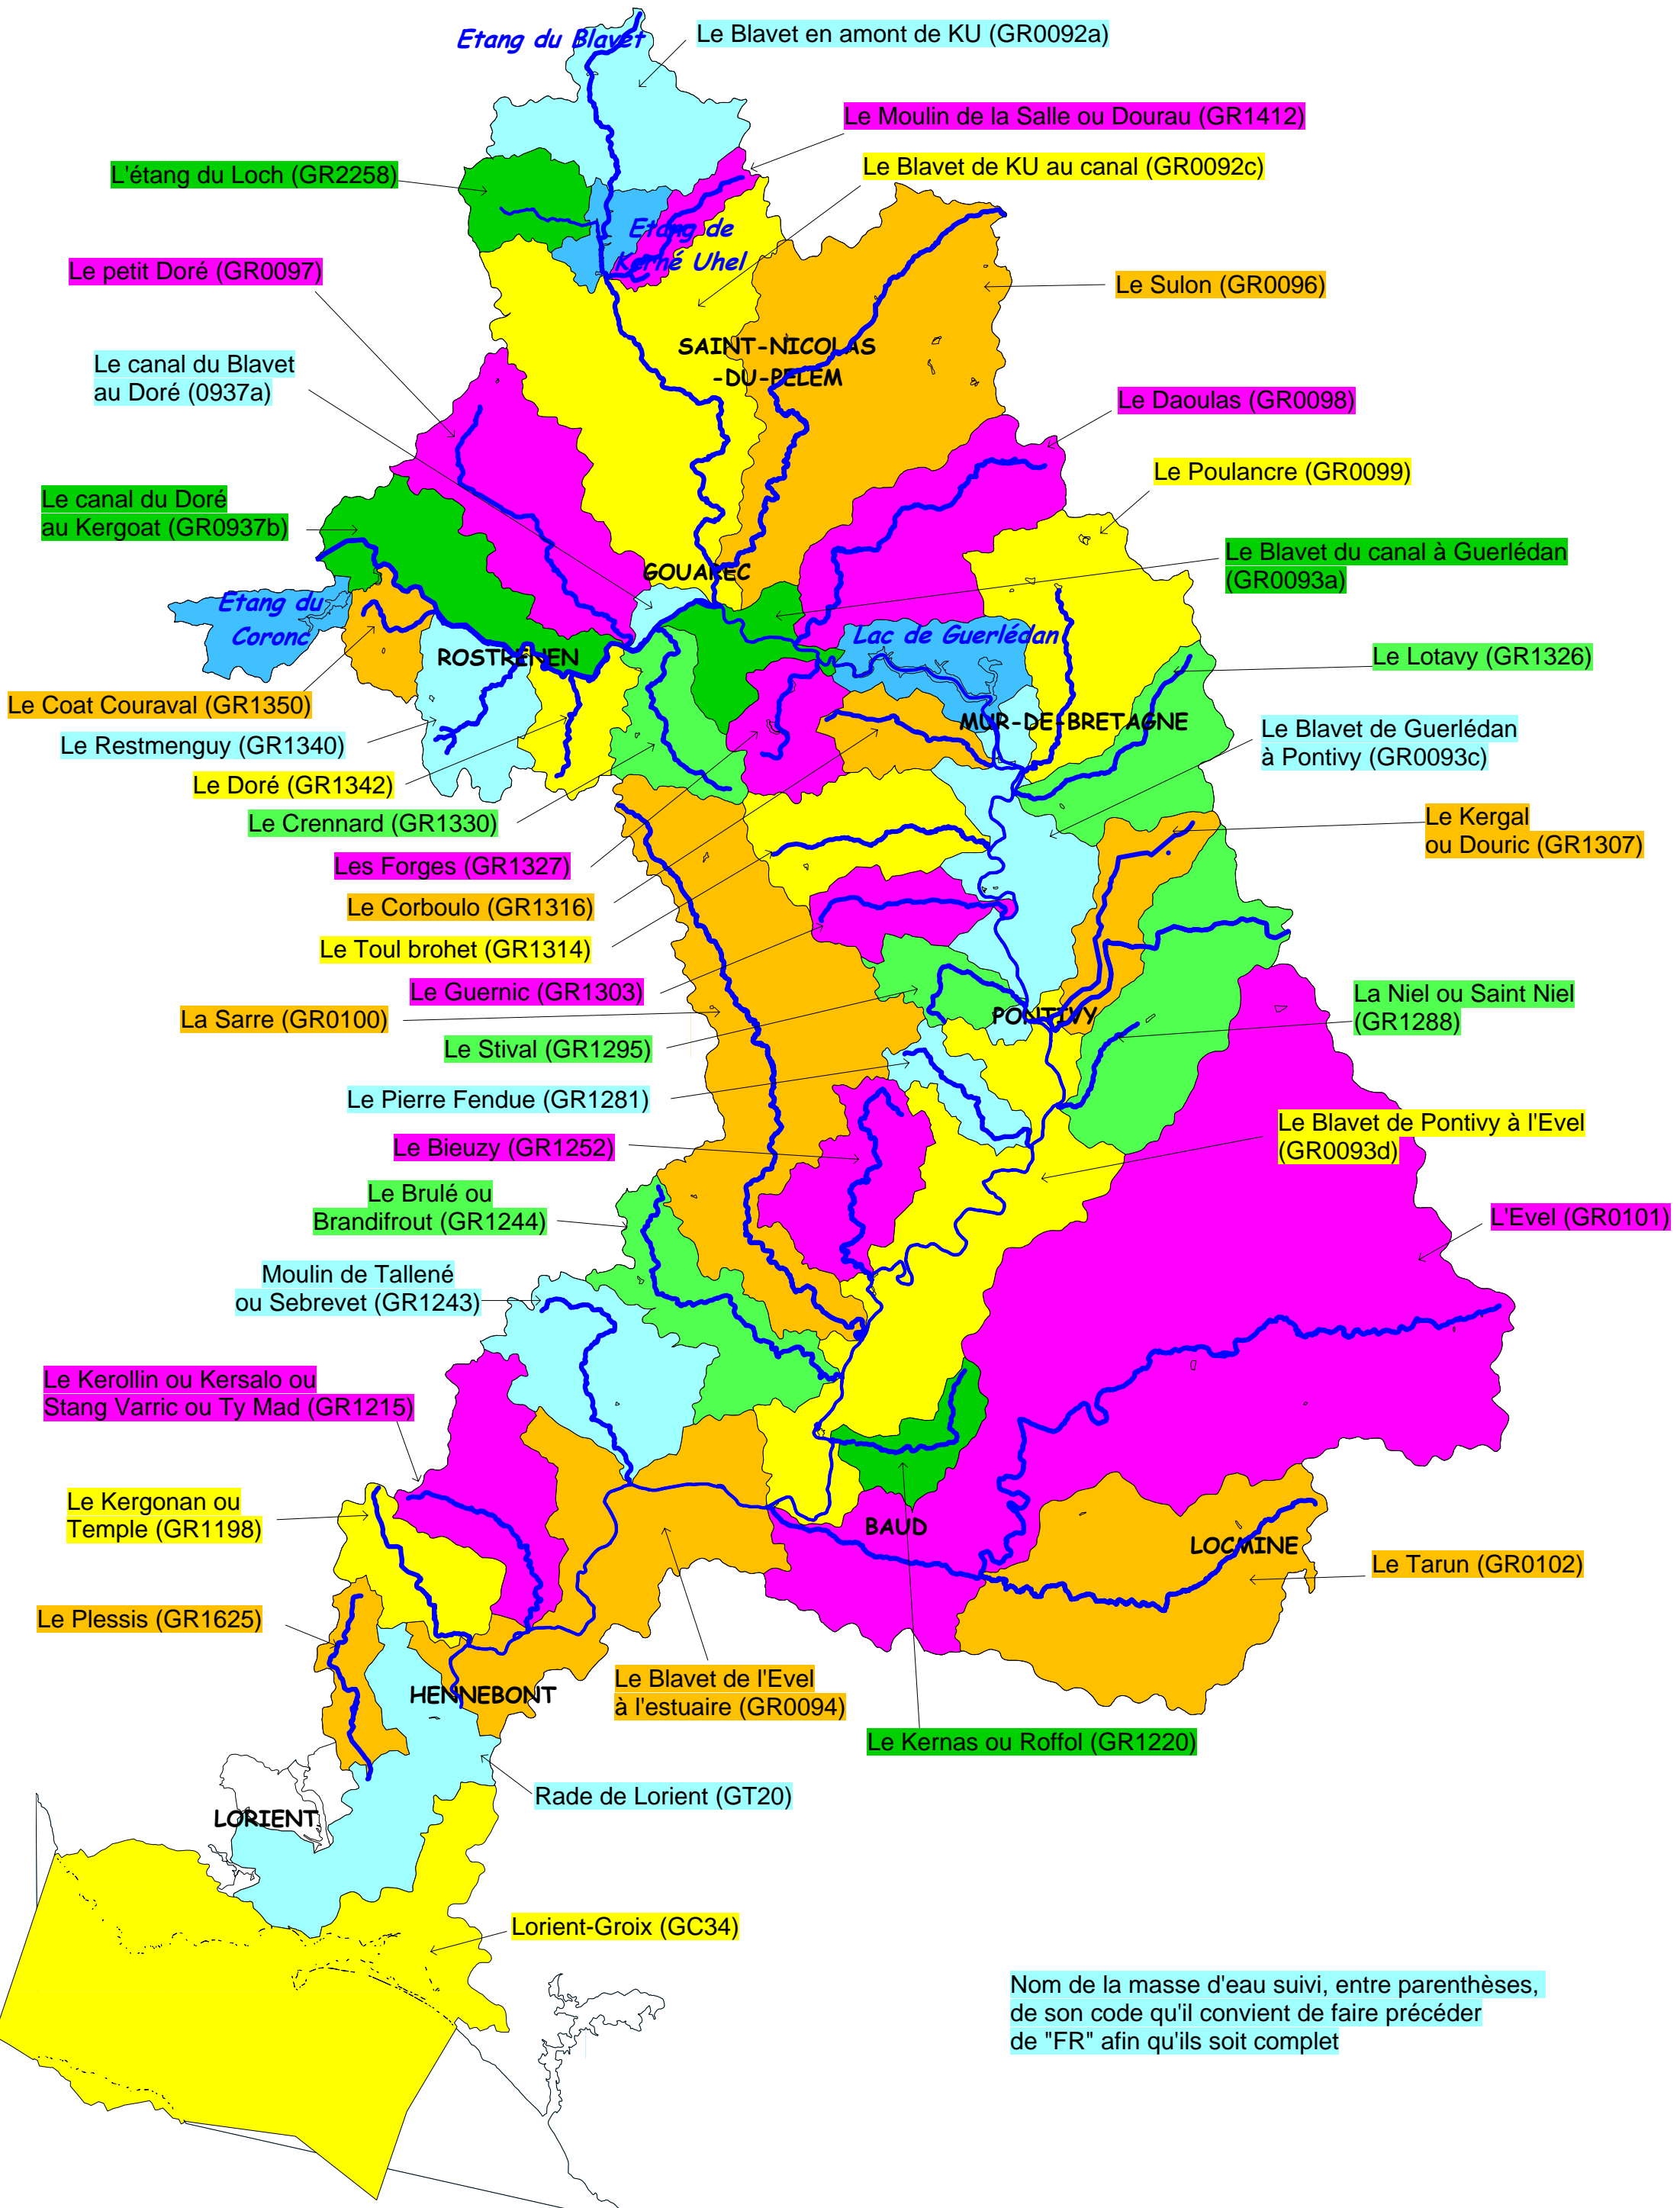 Etang du Blavet
Le Blavet en amont de KU (GR0092a)
Le Moulin de la Salle ou Dourau (GR1412)
L'étang du Loch (GR2258)
Le Blavet de KU au canal (GR0092c)
Etang de
Kerné Uhel
Le petit Doré (GR0097)
Le Sulon (GR0096)
SAINT-NICOLAS
-DU-PELEM
Le canal du Blavet
au Doré (0937a)
Le Daoulas (GR0098)
Le Poulancre (GR0099)
Le canal du Doré
au Kergoat (GR0937b)
Le Blavet du canal à Guerlédan
(GR0093a)
GOUAREC
Etang du
Coronc
Lac de Guerlédan
ROSTRENEN
Le Lotavy (GR1326)
Le Coat Couraval (GR1350)
MUR-DE-BRETAGNE
Le Restmenguy (GR1340)
Le Blavet de Guerlédan
à Pontivy (GR0093c)
Le Doré (GR1342)
Le Crennard (GR1330)
Le Kergal
ou Douric (GR1307)
Les Forges (GR1327)
Le Corboulo (GR1316)
Le Toul brohet (GR1314)
Le Guernic (GR1303)
La Niel ou Saint Niel
(GR1288)
La Sarre (GR0100)
PONTIVY
Le Stival (GR1295)
Le Pierre Fendue (GR1281)
Le Blavet de Pontivy à l'Evel
(GR0093d)
Le Bieuzy (GR1252)
Le Brulé ou
Brandifrout (GR1244)
L'Evel (GR0101)
Moulin de Tallené
ou Sebrevet (GR1243)
Le Kerollin ou Kersalo ou
Stang Varric ou Ty Mad (GR1215)
Le Kergonan ou
Temple (GR1198)
BAUD
LOCMINE
Le Tarun (GR0102)
Le Plessis (GR1625)
Le Blavet de l'Evel
à l'estuaire (GR0094)
HENNEBONT
Le Kernas ou Roffol (GR1220)
Rade de Lorient (GT20)
LORIENT
Lorient-Groix (GC34)
Nom de la masse d'eau suivi, entre parenthèses,
de son code qu'il convient de faire précéder
de "FR" afin qu'ils soit complet